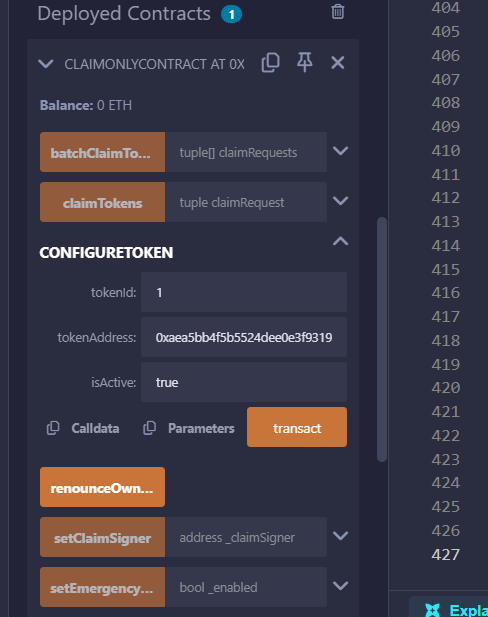 Deployed Contracts 1
CLAIMONLYCONTRACT AT 0X
Balance: 0 ETH
batchClaimTo... tuple[] claimRequests
claimTokens tuple claimRequest
CONFIGURETOKEN
tokenId: 1
tokenAddress: 0xaea5bb4f5b5524dee0e3f9319
isActive: true
Calldata Parameters transact
renounceOwn...
setClaimSigner address _claimSigner
setEmergency... bool _enabled
404
405
406
407
408
409
410
411
412
413
414
415
416
417
418
419
420
421
422
423
424
425
426
427
Expla